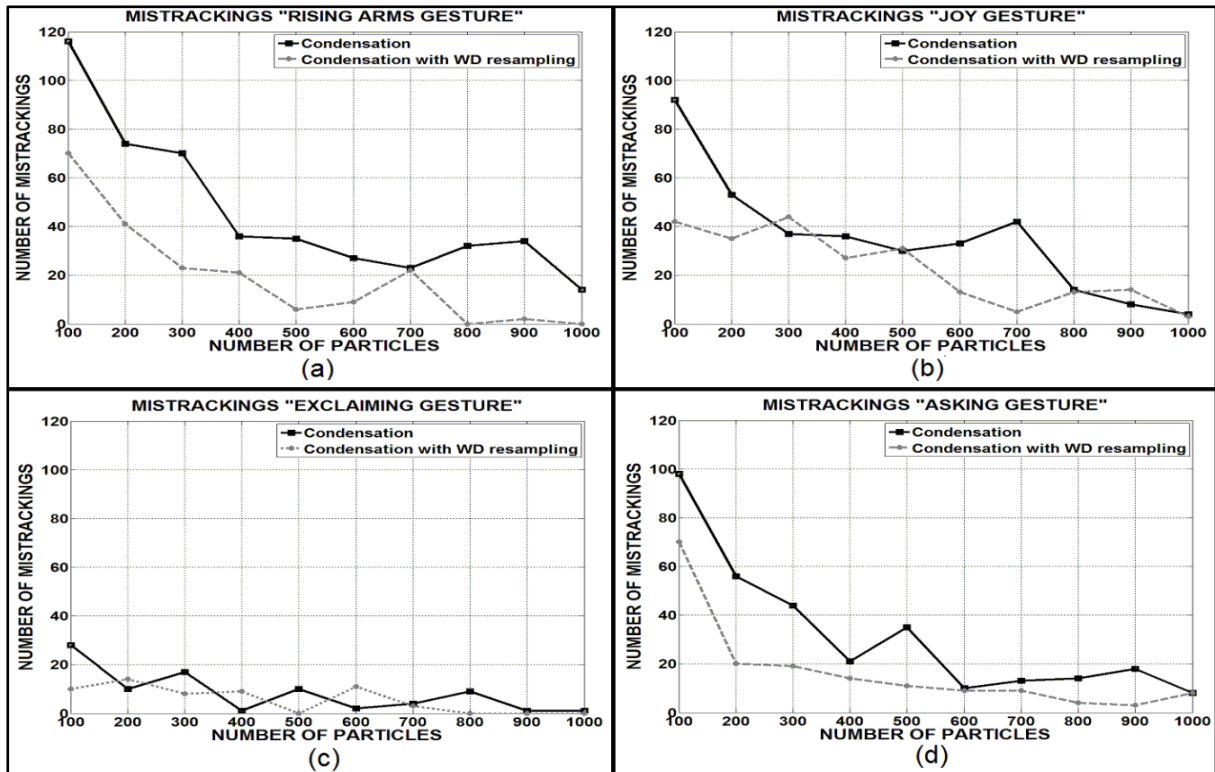 MISTRACKINGS "RISING ARMS GESTURE"
120
100
80
60
40
20
0
NUMBER OF MISTRACKINGS
Condensation
Condensation with WD resampling
100 200 300 400 500 600 700 800 900 1000
NUMBER OF PARTICLES
(a)
MISTRACKINGS "JOY GESTURE"
120
100
80
60
40
20
0
NUMBER OF MISTRACKINGS
Condensation
Condensation with WD resampling
100 200 300 400 500 600 700 800 900 1000
NUMBER OF PARTICLES
(b)
MISTRACKINGS "EXCLAIMING GESTURE"
120
100
80
60
40
20
0
NUMBER OF MISTRACKINGS
Condensation
Condensation with WD resampling
100 200 300 400 500 600 700 800 900 1000
NUMBER OF PARTICLES
(c)
MISTRACKINGS "ASKING GESTURE"
120
100
80
60
40
20
0
NUMBER OF MISTRACKINGS
Condensation
Condensation with WD resampling
100 200 300 400 500 600 700 800 900 1000
NUMBER OF PARTICLES
(d)